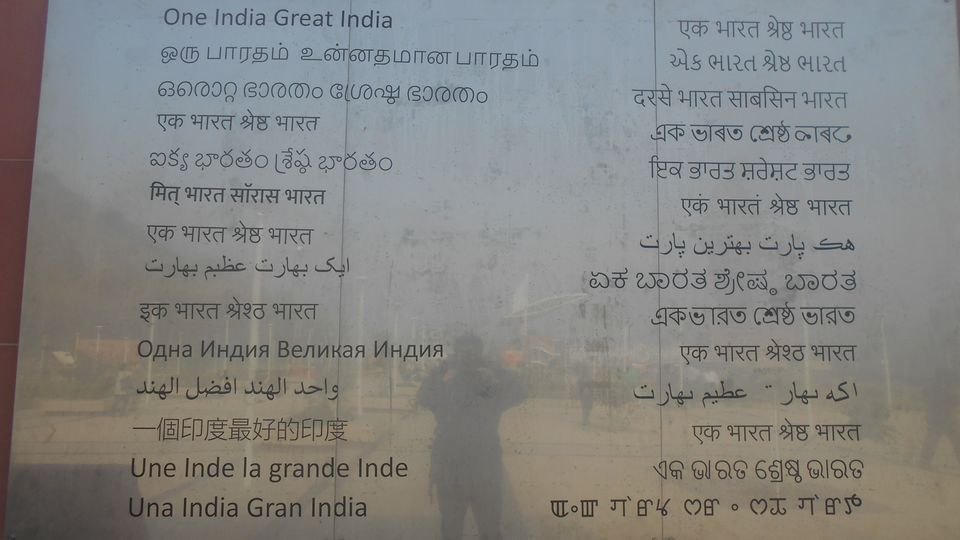 One India Great India
ஒரு பாரதம் உன்னதமான பாரதம்
ഒരൊറ്റ ഭാരതം ശ്രേഷ്ഠ ഭാരതം
एक भारत श्रेष्ठ भारत
ఐక్య భారతం శ్రేష్ఠ భారతం
मित् भारत सॉरास भारत
एक भारत श्रेष्ठ भारत
ایک بھارت عظیم بھارت
इक भारत श्रेश्ठ भारत
Одна Индия Великая Индия
واحد الهند افضل الهند
一個印度最好的印度
Une Inde la grande Inde
Una India Gran India
एक भारत श्रेष्ठ भारत
એક ભારત શ્રેષ્ઠ ભારત
दरसे भारत साबसिन भारत
এক ভাৰত শ্ৰেষ্ঠ ভাৰত
ਇਕ ਭਾਰਤ ਸ਼ਰੇਸ਼ਟ ਭਾਰਤ
एकं भारतं श्रेष्ठ भारत
هڪ ڀارت بهترين ڀارت
ಏಕ ಬಾರತ ಶ್ರೇಷ್ಠ ಬಾರತ
একভারত শ্রেষ্ঠ ভারত
एक भारत श्रेश्ठ भारत
اکھ بھارت عظیم بھارت
एक भारत श्रेष्ठ भारत
ଏକ ଭାରତ ଶ୍ରେଷ୍ଠ ଭାରତ